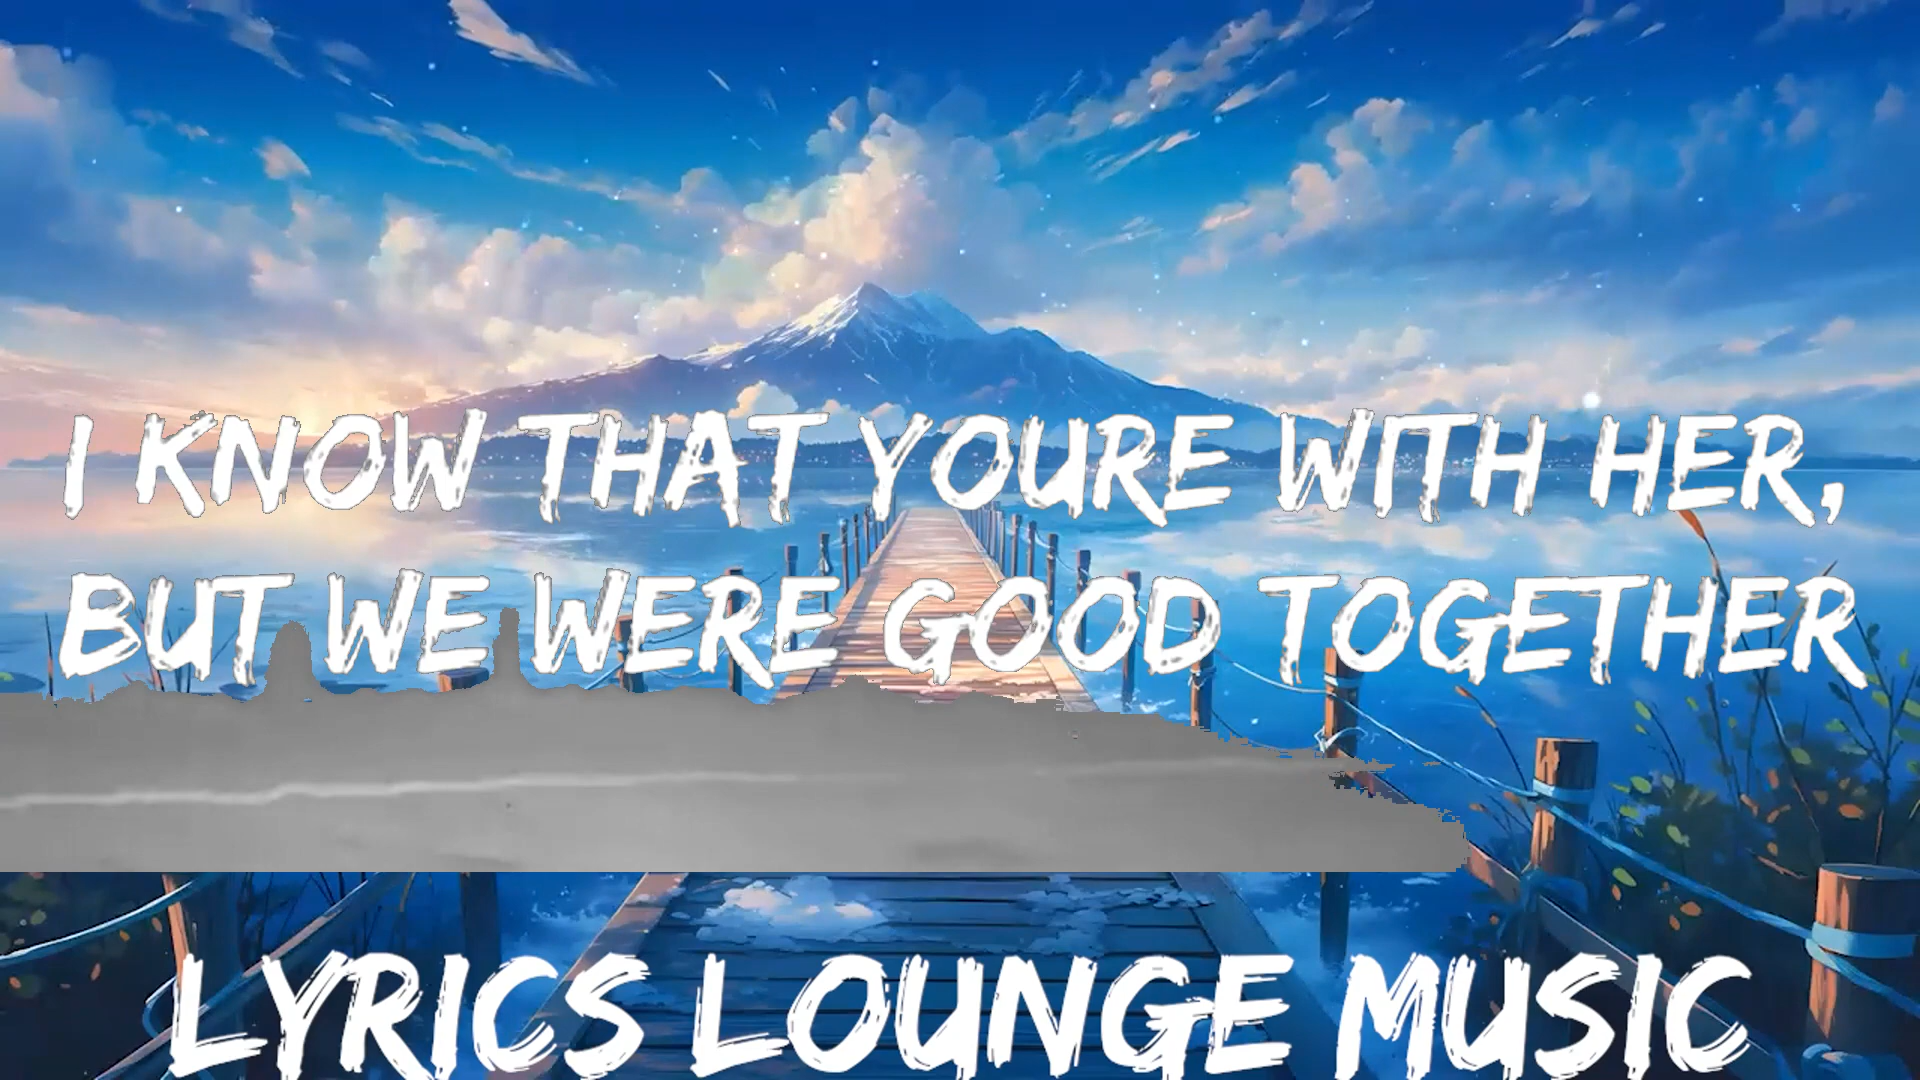 I KNOW THAT YOURE WITH HER,
BUT WE WERE GOOD TOGETHER
LYRICS LOUNGE MUSIC